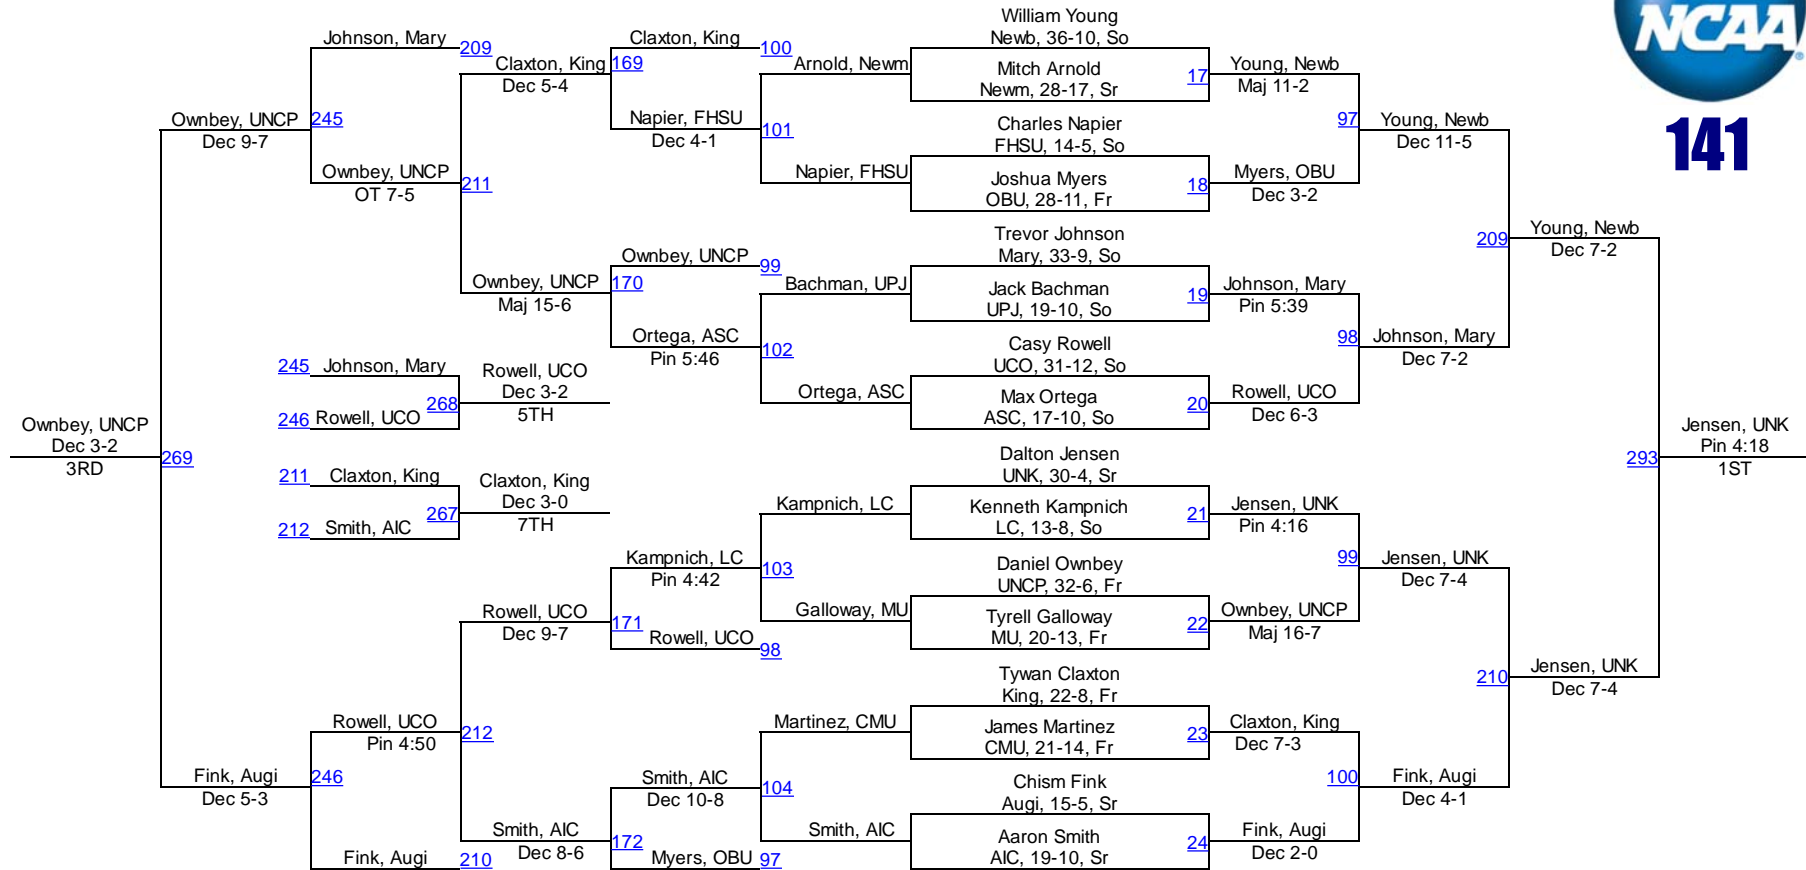 William Young
NCAA
Johnson, Mary 209 Claxton, King 100 Newb, 36-10, So
Claxton, King 169 Arnold, Newm Mitch Arnold 17 Young, Newb
Dec 5-4 Newm, 28-17, Sr Maj 11-2
Ownbey, UNCP 245 Napier, FHSU 101 Charles Napier 97 Young, Newb 141
Dec 9-7 Dec 4-1 FHSU, 14-5, So Dec 11-5
Ownbey, UNCP 211 Napier, FHSU Joshua Myers 18 Myers, OBU
OT 7-5 OBU, 28-11, Fr Dec 3-2
Trevor Johnson 209 Young, Newb
Ownbey, UNCP 99 Mary, 33-9, So Dec 7-2
Ownbey, UNCP 170 Bachman, UPJ Jack Bachman 19 Johnson, Mary
Maj 15-6 UPJ, 19-10, So Pin 5:39
Ortega, ASC 102 Casy Rowell 98 Johnson, Mary
Pin 5:46 UCO, 31-12, So Dec 7-2
245 Johnson, Mary Rowell, UCO
Dec 3-2
268 Ortega, ASC Max Ortega 20 Rowell, UCO
246 Rowell, UCO 5TH ASC, 17-10, So Dec 6-3
Ownbey, UNCP Jensen, UNK
Dec 3-2 Dalton Jensen Pin 4:18
3RD 269 UNK, 30-4, Sr 293 1ST
211 Claxton, King Claxton, King
Dec 3-0 Kampnich, LC Kenneth Kampnich 21 Jensen, UNK
267 7TH LC, 13-8, So Pin 4:16
212 Smith, AIC
Kampnich, LC 103 Daniel Ownbey 99 Jensen, UNK
Pin 4:42 UNCP, 32-6, Fr Dec 7-4
Rowell, UCO 171 Galloway, MU Tyrell Galloway 22 Ownbey, UNCP
Dec 9-7 Rowell, UCO 98 MU, 20-13, Fr Maj 16-7
Tywan Claxton 210 Jensen, UNK
King, 22-8, Fr Dec 7-4
Rowell, UCO 212 Martinez, CMU James Martinez 23 Claxton, King
Pin 4:50 CMU, 21-14, Fr Dec 7-3
Fink, Augi 246 Smith, AIC 104 Chism Fink 100 Fink, Augi
Dec 5-3 Dec 10-8 Augi, 15-5, Sr Dec 4-1
Smith, AIC 172 Smith, AIC Aaron Smith 24 Fink, Augi
Fink, Augi 210 Dec 8-6 Myers, OBU 97 AIC, 19-10, Sr Dec 2-0